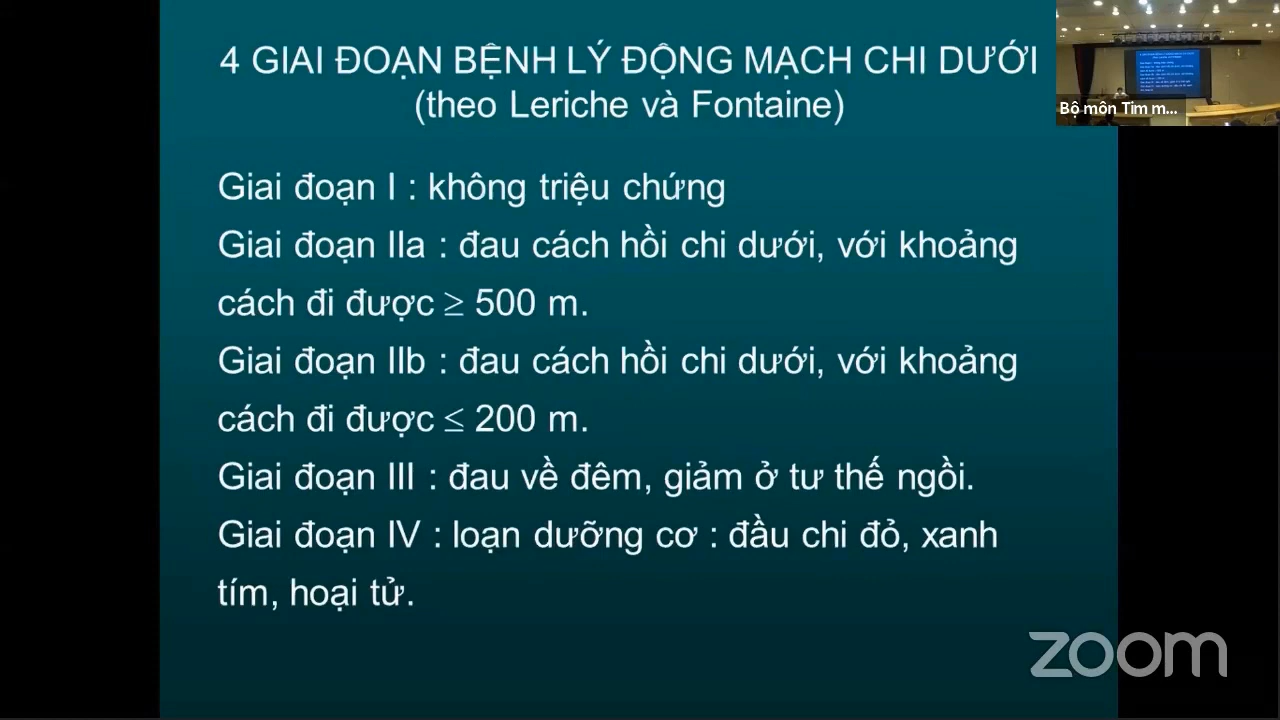 4 GIAI ĐOẠN BỆNH LÝ ĐỘNG MẠCH CHI DƯỚI
(theo Leriche và Fontaine)
Giai đoạn I : không triệu chứng
Giai đoạn IIa : đau cách hồi chi dưới, với khoảng
cách đi được ≥ 500 m.
Giai đoạn IIb : đau cách hồi chi dưới, với khoảng
cách đi được ≤ 200 m.
Giai đoạn III : đau về đêm, giảm ở tư thế ngồi.
Giai đoạn IV : loạn dưỡng cơ : đầu chi đỏ, xanh
tím, hoại tử.
Bộ môn Tim m...
zoom